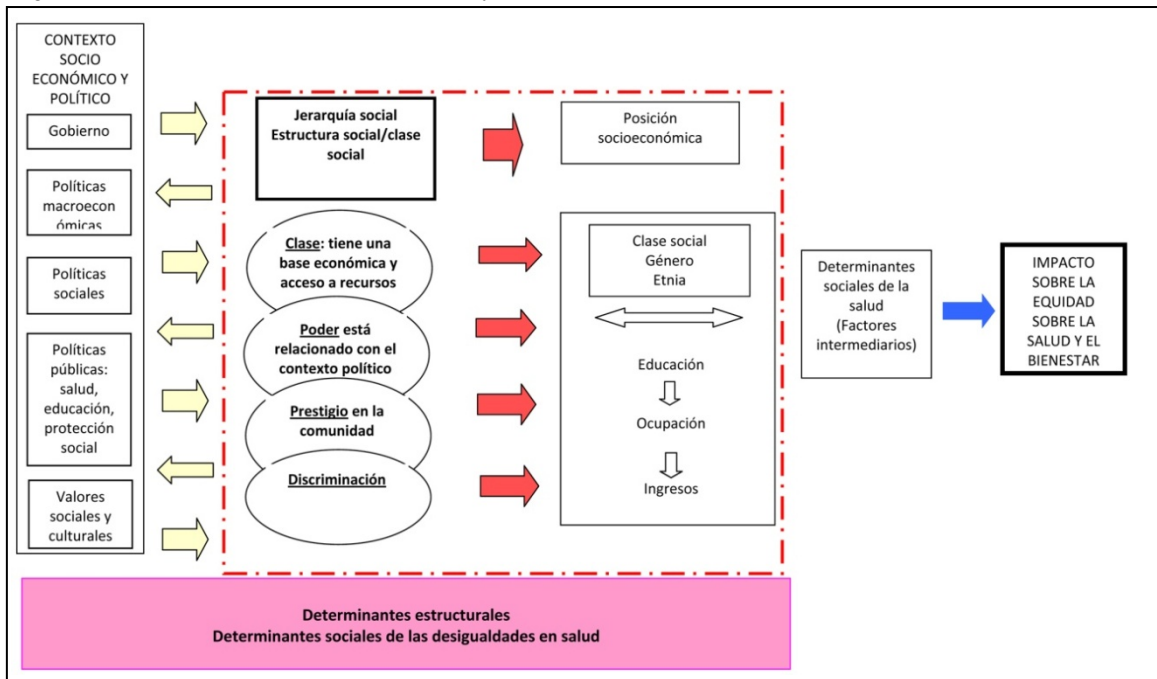 CONTEXTO
SOCIO
ECONÓMICO Y
POLÍTICO
Gobierno
Políticas
macroecon
ómicas
Políticas
sociales
Políticas
públicas:
salud,
educación,
protección
social
Valores
sociales y
culturales
Jerarquía social
Estructura social/clase
social
Clase: tiene una
base económica y
acceso a recursos
Poder está
relacionado con el
contexto político
Prestigio en la
comunidad
Discriminación
Posición
socioeconómica
Clase social
Género
Etnia
Educación
Ocupación
Ingresos
Determinantes
sociales de la
salud
(Factores
intermediarios)
IMPACTO
SOBRE LA
EQUIDAD
SOBRE LA
SALUD Y EL
BIENESTAR
Determinantes estructurales
Determinantes sociales de las desigualdades en salud